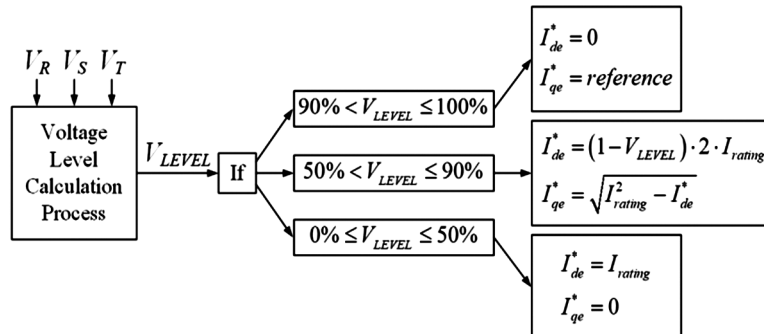 V_R V_S V_T
Voltage
Level
Calculation
Process
V_LEVEL
If
90% < V_LEVEL ≤ 100%
50% < V_LEVEL ≤ 90%
0% ≤ V_LEVEL ≤ 50%
I*_de = 0
I*_qe = reference
I*_de = (1 − V_LEVEL) · 2 · I_rating
I*_qe = √(I²_rating − I*_de)
I*_de = I_rating
I*_qe = 0